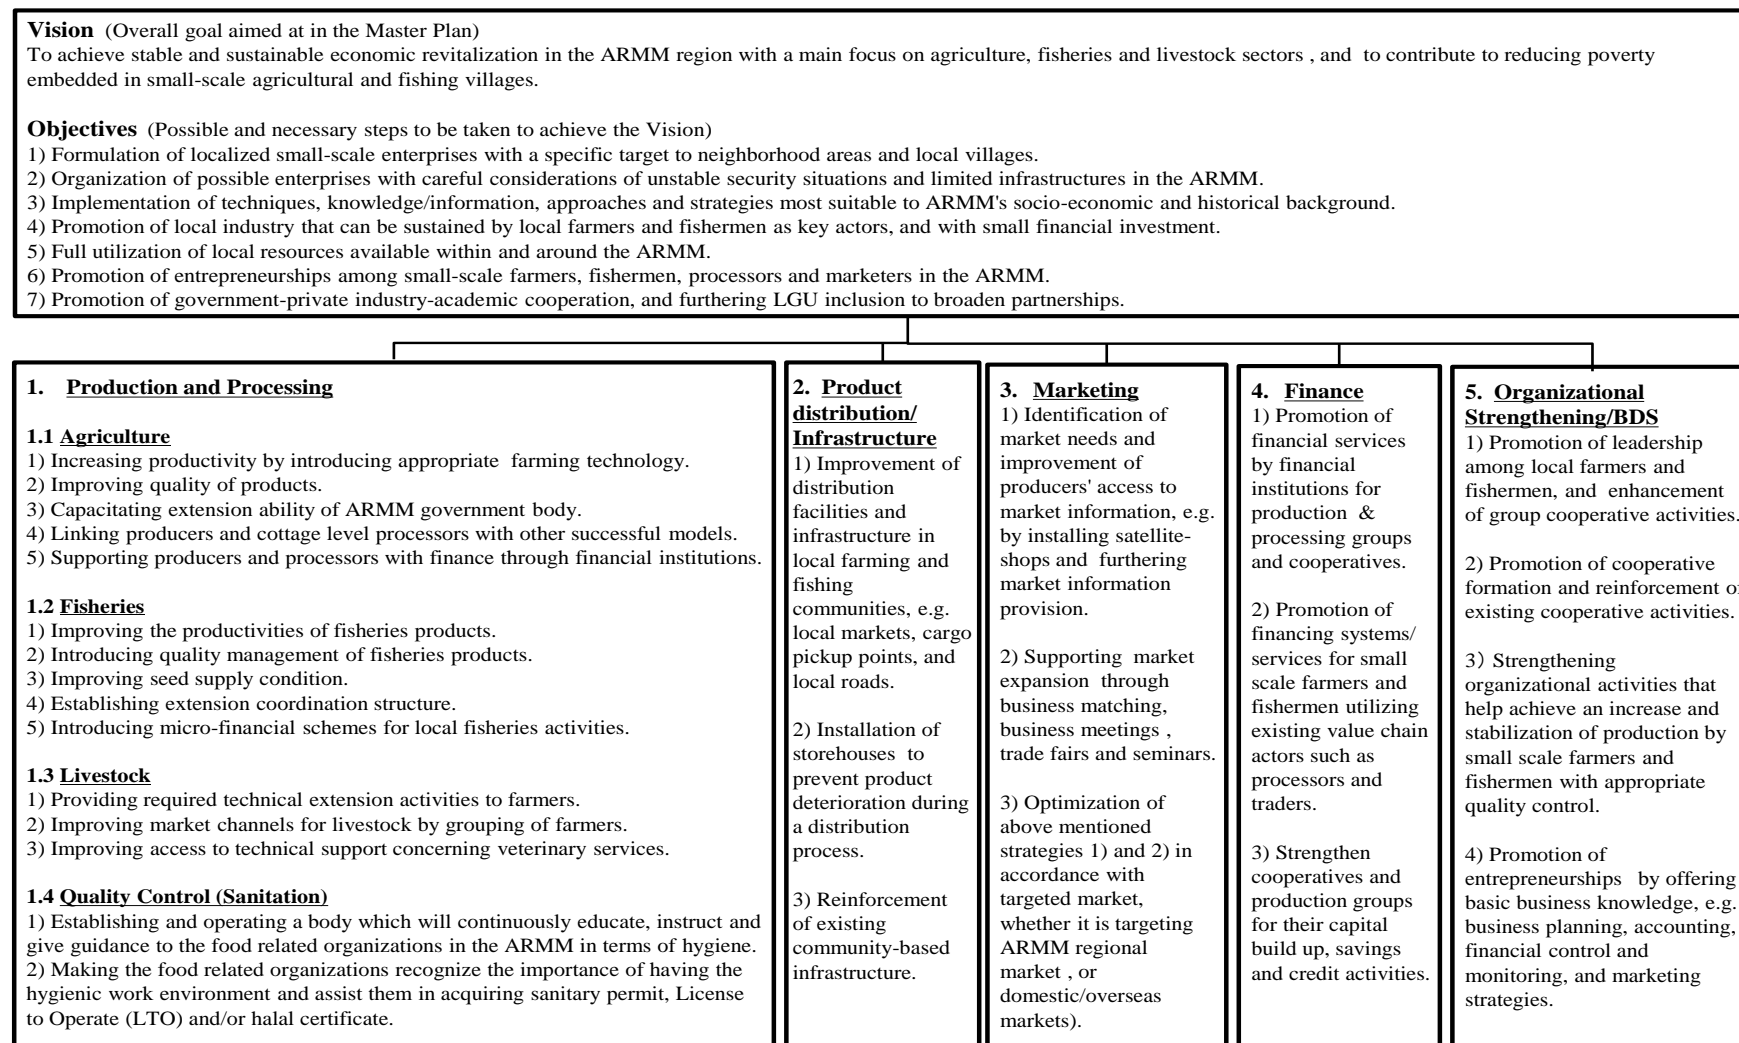 Vision (Overall goal aimed at in the Master Plan)
To achieve stable and sustainable economic revitalization in the ARMM region with a main focus on agriculture, fisheries and livestock sectors , and to contribute to reducing poverty
embedded in small-scale agricultural and fishing villages.
Objectives (Possible and necessary steps to be taken to achieve the Vision)
1) Formulation of localized small-scale enterprises with a specific target to neighborhood areas and local villages.
2) Organization of possible enterprises with careful considerations of unstable security situations and limited infrastructures in the ARMM.
3) Implementation of techniques, knowledge/information, approaches and strategies most suitable to ARMM's socio-economic and historical background.
4) Promotion of local industry that can be sustained by local farmers and fishermen as key actors, and with small financial investment.
5) Full utilization of local resources available within and around the ARMM.
6) Promotion of entrepreneurships among small-scale farmers, fishermen, processors and marketers in the ARMM.
7) Promotion of government-private industry-academic cooperation, and furthering LGU inclusion to broaden partnerships.
1. Production and Processing
1.1 Agriculture
1) Increasing productivity by introducing appropriate farming technology.
2) Improving quality of products.
3) Capacitating extension ability of ARMM government body.
4) Linking producers and cottage level processors with other successful models.
5) Supporting producers and processors with finance through financial institutions.
1.2 Fisheries
1) Improving the productivities of fisheries products.
2) Introducing quality management of fisheries products.
3) Improving seed supply condition.
4) Establishing extension coordination structure.
5) Introducing micro-financial schemes for local fisheries activities.
1.3 Livestock
1) Providing required technical extension activities to farmers.
2) Improving market channels for livestock by grouping of farmers.
3) Improving access to technical support concerning veterinary services.
1.4 Quality Control (Sanitation)
1) Establishing and operating a body which will continuously educate, instruct and
give guidance to the food related organizations in the ARMM in terms of hygiene.
2) Making the food related organizations recognize the importance of having the
hygienic work environment and assist them in acquiring sanitary permit, License
to Operate (LTO) and/or halal certificate.
2. Product
distribution/
Infrastructure
1) Improvement of
distribution
facilities and
infrastructure in
local farming and
fishing
communities, e.g.
local markets, cargo
pickup points, and
local roads.
2) Installation of
storehouses to
prevent product
deterioration during
a distribution
process.
3) Reinforcement
of existing
community-based
infrastructure.
3. Marketing
1) Identification of
market needs and
improvement of
producers' access to
market information, e.g.
by installing satellite-
shops and furthering
market information
provision.
2) Supporting market
expansion through
business matching,
business meetings ,
trade fairs and seminars.
3) Optimization of
above mentioned
strategies 1) and 2) in
accordance with
targeted market,
whether it is targeting
ARMM regional
market , or
domestic/overseas
markets).
4. Finance
1) Promotion of
financial services
by financial
institutions for
production &
processing groups
and cooperatives.
2) Promotion of
financing systems/
services for small
scale farmers and
fishermen utilizing
existing value chain
actors such as
processors and
traders.
3) Strengthen
cooperatives and
production groups
for their capital
build up, savings
and credit activities.
5. Organizational
Strengthening/BDS
1) Promotion of leadership
among local farmers and
fishermen, and enhancement
of group cooperative activities.
2) Promotion of cooperative
formation and reinforcement of
existing cooperative activities.
3) Strengthening
organizational activities that
help achieve an increase and
stabilization of production by
small scale farmers and
fishermen with appropriate
quality control.
4) Promotion of
entrepreneurships by offering
basic business knowledge, e.g.
business planning, accounting,
financial control and
monitoring, and marketing
strategies.